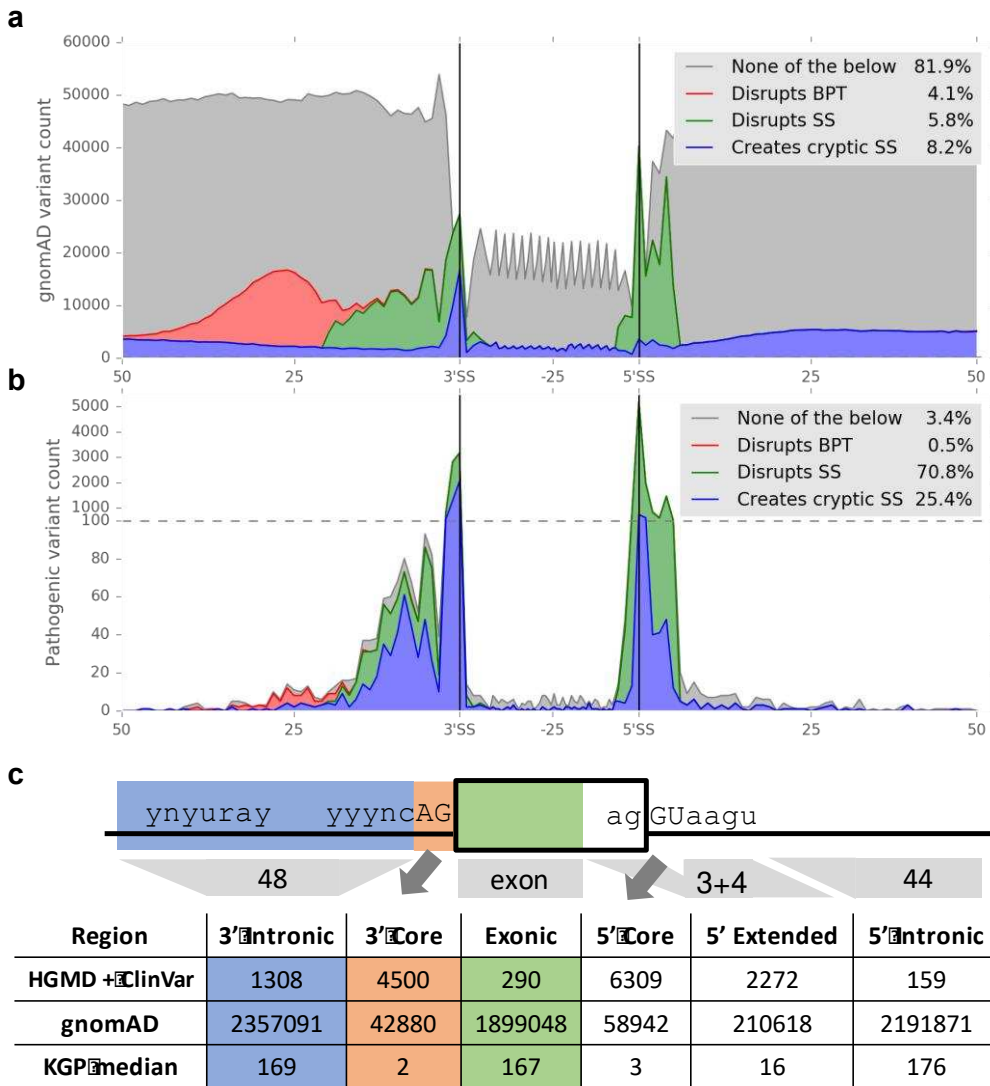 a
60000
50000
40000
30000
20000
10000
0
gnomAD variant count
None of the below 81.9%
Disrupts BPT 4.1%
Disrupts SS 5.8%
Creates cryptic SS 8.2%
50 25 3'SS -25 5'SS 25 50
b
5000
4000
3000
2000
1000
100
80
60
40
20
0
Pathogenic variant count
None of the below 3.4%
Disrupts BPT 0.5%
Disrupts SS 70.8%
Creates cryptic SS 25.4%
50 25 3'SS -25 5'SS 25 50
c
ynyuray yyyncAG ag GUaagu
48 exon 3+4 44
Region 3'⍰Intronic 3'⍰Core Exonic 5'⍰Core 5' Extended 5'⍰Intronic
HGMD +⍰ClinVar 1308 4500 290 6309 2272 159
gnomAD 2357091 42880 1899048 58942 210618 2191871
KGP⍰median 169 2 167 3 16 176